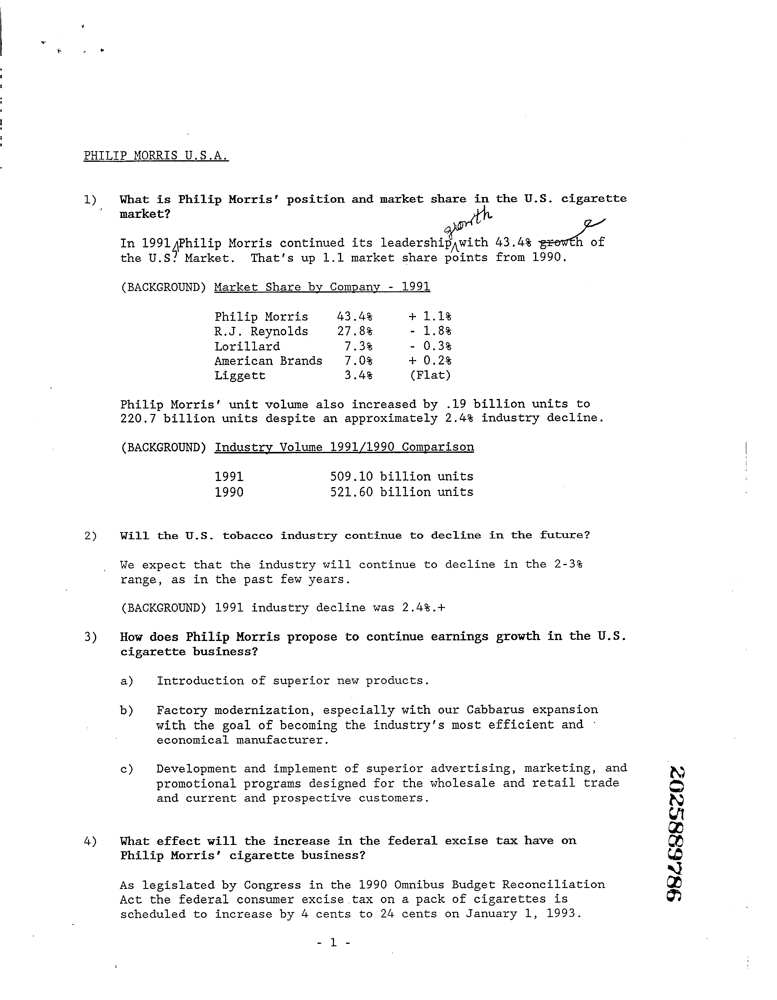 PHILIP MORRIS U.S.A.
1) What is Philip Morris' position and market share in the U.S. cigarette
market?
growth
In 1991, Philip Morris continued its leadership with 43.4% growth of
the U.S. Market. That's up 1.1 market share points from 1990.
(BACKGROUND) Market Share by Company - 1991
Philip Morris 43.4% + 1.1%
R.J. Reynolds 27.8% - 1.8%
Lorillard 7.3% - 0.3%
American Brands 7.0% + 0.2%
Liggett 3.4% (Flat)
Philip Morris' unit volume also increased by .19 billion units to
220.7 billion units despite an approximately 2.4% industry decline.
(BACKGROUND) Industry Volume 1991/1990 Comparison
1991 509.10 billion units
1990 521.60 billion units
2) Will the U.S. tobacco industry continue to decline in the future?
We expect that the industry will continue to decline in the 2-3%
range, as in the past few years.
(BACKGROUND) 1991 industry decline was 2.4%.+
3) How does Philip Morris propose to continue earnings growth in the U.S.
cigarette business?
a) Introduction of superior new products.
b) Factory modernization, especially with our Cabbarus expansion
with the goal of becoming the industry's most efficient and
economical manufacturer.
c) Development and implement of superior advertising, marketing, and
promotional programs designed for the wholesale and retail trade
and current and prospective customers.
4) What effect will the increase in the federal excise tax have on
Philip Morris' cigarette business?
As legislated by Congress in the 1990 Omnibus Budget Reconciliation
Act the federal consumer excise tax on a pack of cigarettes is
scheduled to increase by 4 cents to 24 cents on January 1, 1993.
- 1 -
2025889786